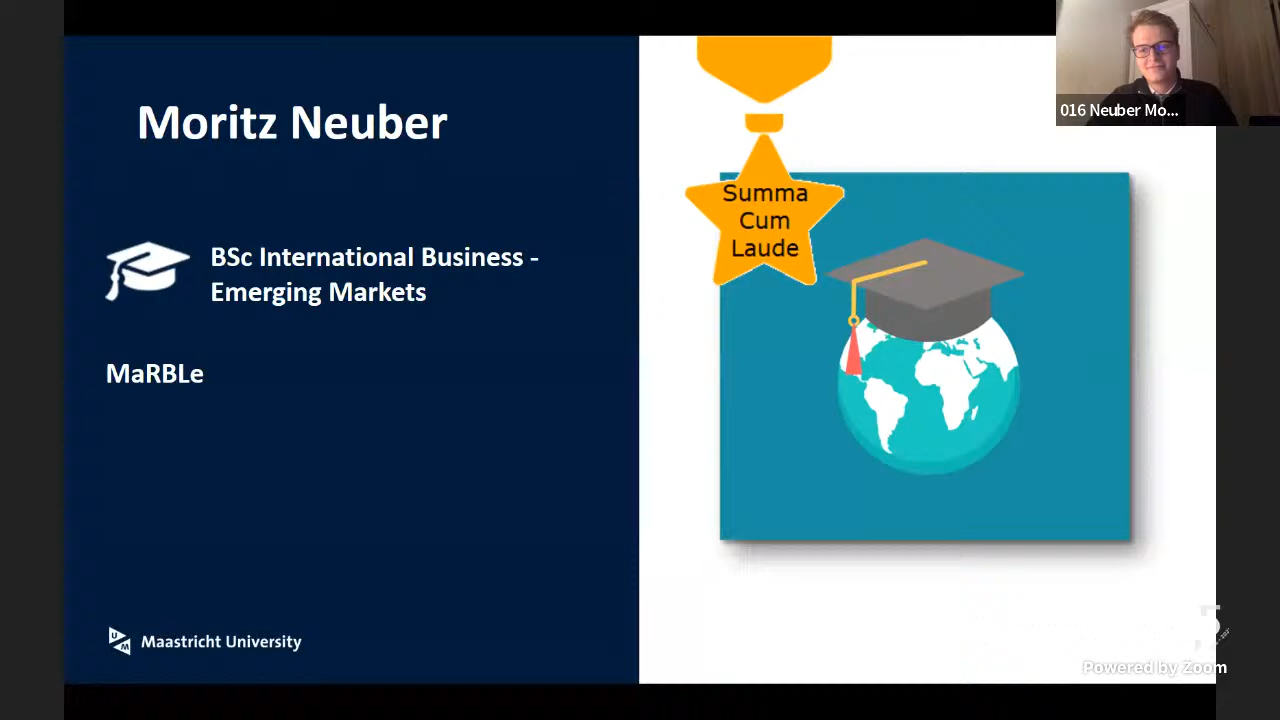 Moritz Neuber
BSc International Business -
Emerging Markets
MaRBLe
Maastricht University
Summa
Cum
Laude
016 Neuber Mo...
Powered by Zoom